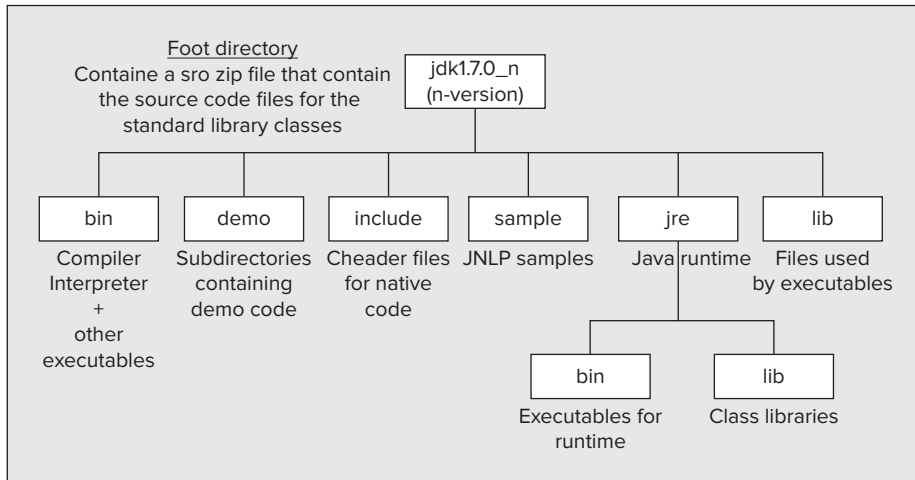 Foot directory
Containe a sro zip file that contain
the source code files for the
standard library classes
jdk1.7.0_n
(n-version)
bin
Compiler
Interpreter
+
other
executables
demo
Subdirectories
containing
demo code
include
Cheader files
for native
code
sample
JNLP samples
jre
Java runtime
lib
Files used
by executables
bin
Executables for
runtime
lib
Class libraries